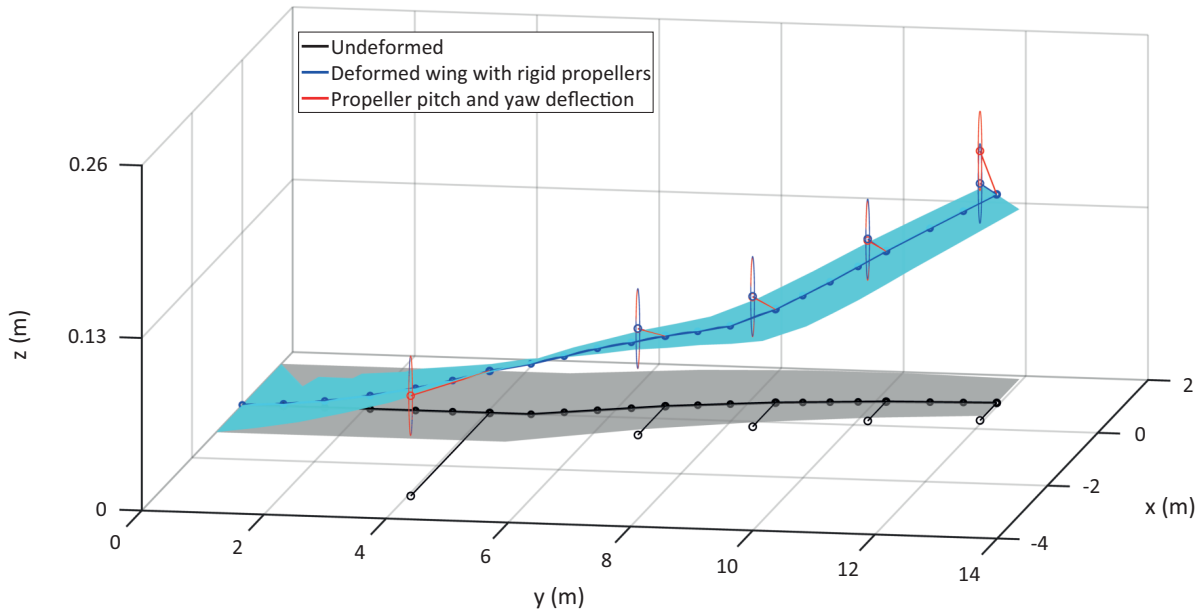 Undeformed
Deformed wing with rigid propellers
Propeller pitch and yaw deflection
0.26
0.13
0
z (m)
0
2
4
6
8
10
12
14
y (m)
2
0
-2
-4
x (m)